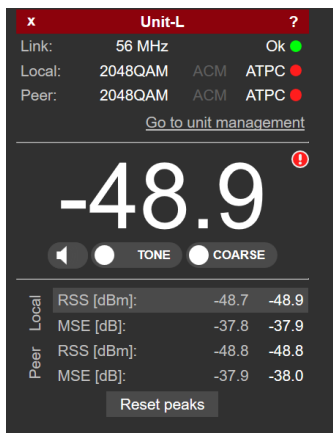 x Unit-L ?
Link: 56 MHz Ok
Local: 2048QAM ACM ATPC
Peer: 2048QAM ACM ATPC
Go to unit management
-48.9
TONE COARSE
Local
RSS [dBm]: -48.7 -48.9
MSE [dB]: -37.8 -37.9
Peer
RSS [dBm]: -48.8 -48.8
MSE [dB]: -37.9 -38.0
Reset peaks